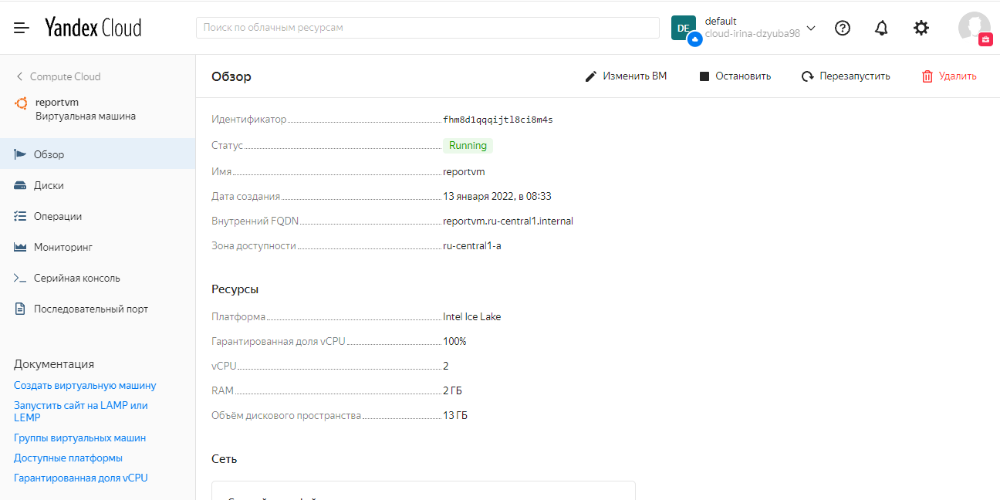 Yandex Cloud
Поиск по облачным ресурсам
DE
default
cloud-irina-dzyuba98
Compute Cloud
reportvm
Виртуальная машина
Обзор
Диски
Операции
Мониторинг
Серийная консоль
Последовательный порт
Документация
Создать виртуальную машину
Запустить сайт на LAMP или
LEMP
Группы виртуальных машин
Доступные платформы
Гарантированная доля vCPU
Обзор
Изменить ВМ
Остановить
Перезапустить
Удалить
Идентификатор fhm8d1qqqijtl8ci8m4s
Статус Running
Имя reportvm
Дата создания 13 января 2022, в 08:33
Внутренний FQDN reportvm.ru-central1.internal
Зона доступности ru-central1-a
Ресурсы
Платформа Intel Ice Lake
Гарантированная доля vCPU 100%
vCPU 2
RAM 2 ГБ
Объём дискового пространства 13 ГБ
Сеть